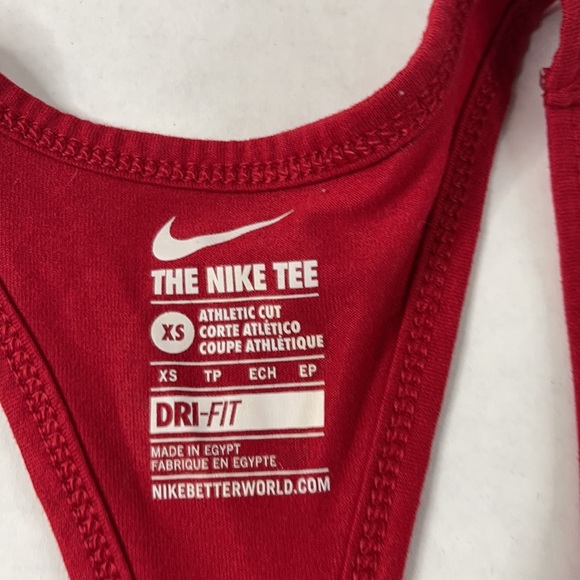 THE NIKE TEE
XS
ATHLETIC CUT
CORTE ATLÉTICO
COUPE ATHLÉTIQUE
XS TP ECH EP
DRI-FIT
MADE IN EGYPT
FABRIQUE EN EGYPTE
NIKEBETTERWORLD.COM